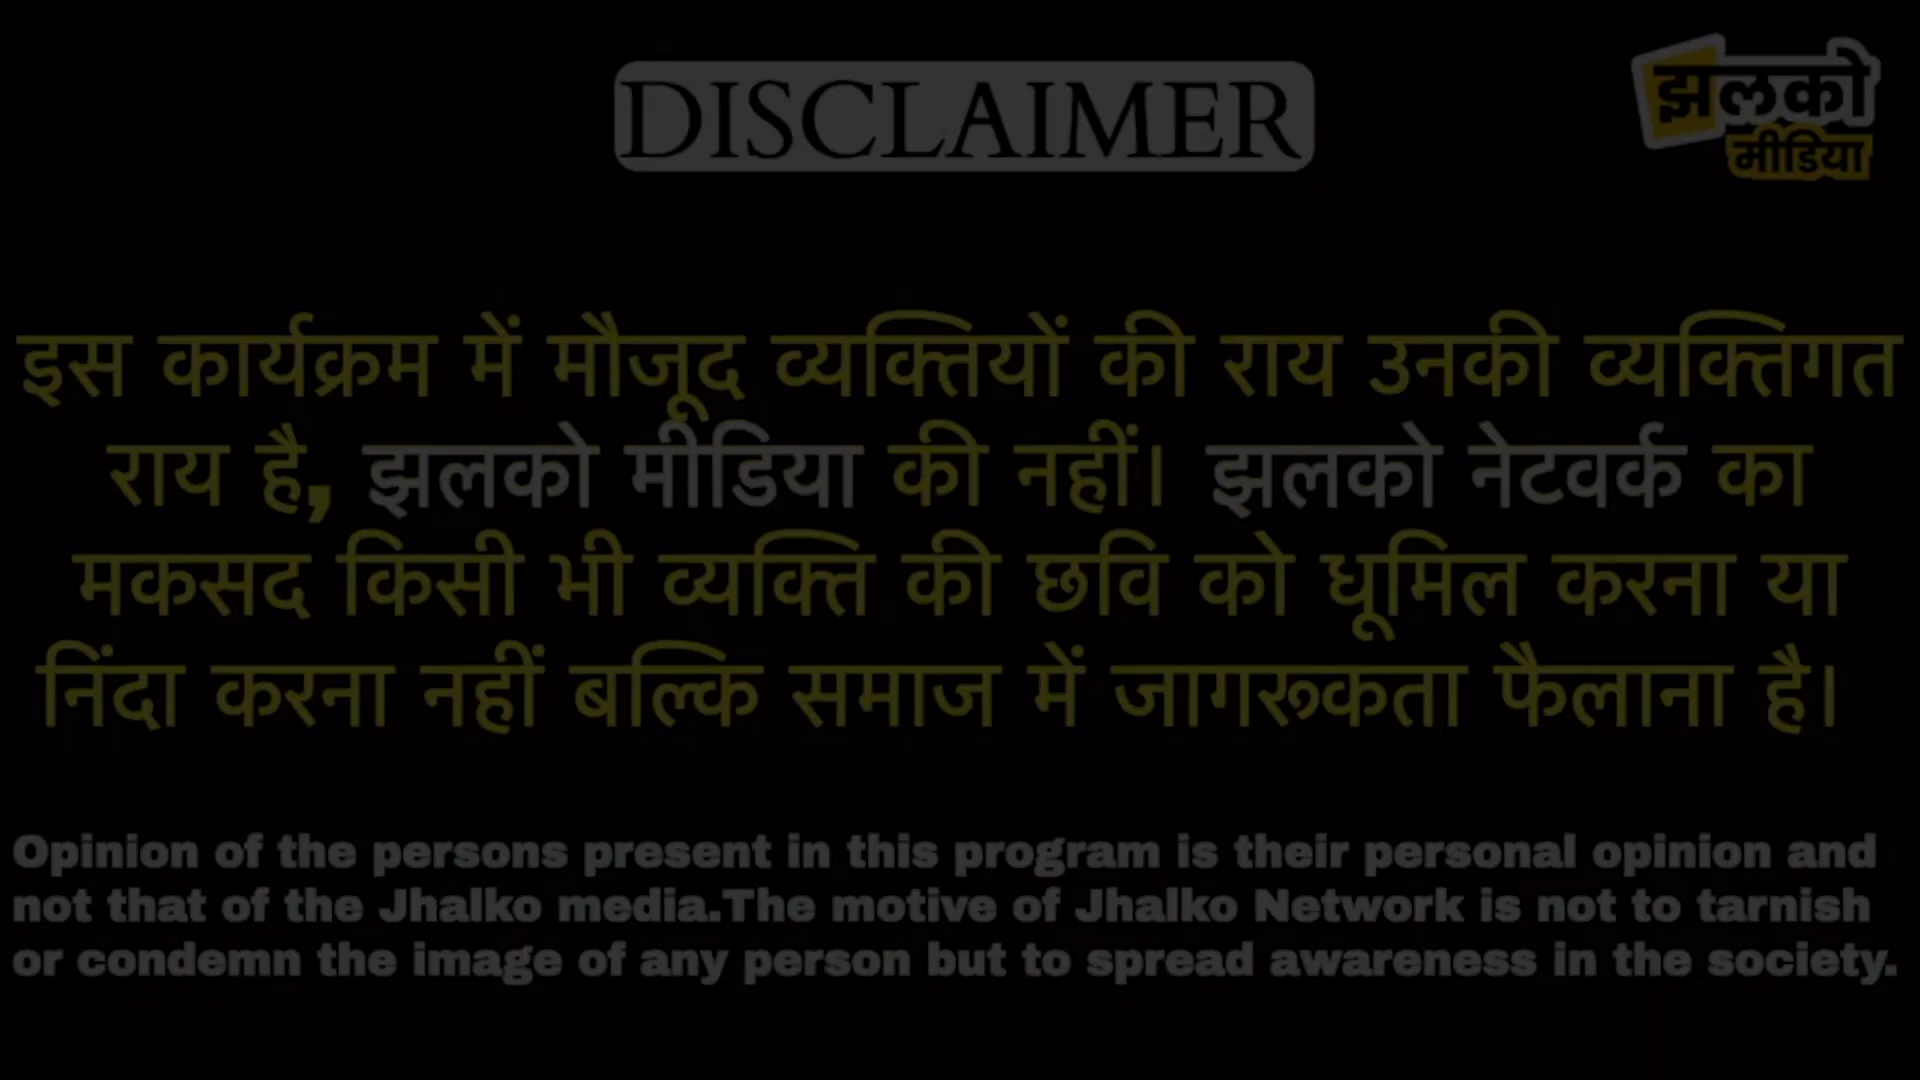 DISCLAIMER
झलको
मीडिया
इस कार्यक्रम में मौजूद व्यक्तियों की राय उनकी व्यक्तिगत
राय है, झलको मीडिया की नहीं। झलको नेटवर्क का
मकसद किसी भी व्यक्ति की छवि को धूमिल करना या
निंदा करना नहीं बल्कि समाज में जागरूकता फैलाना है।
Opinion of the persons present in this program is their personal opinion and
not that of the Jhalko media.The motive of Jhalko Network is not to tarnish
or condemn the image of any person but to spread awareness in the society.